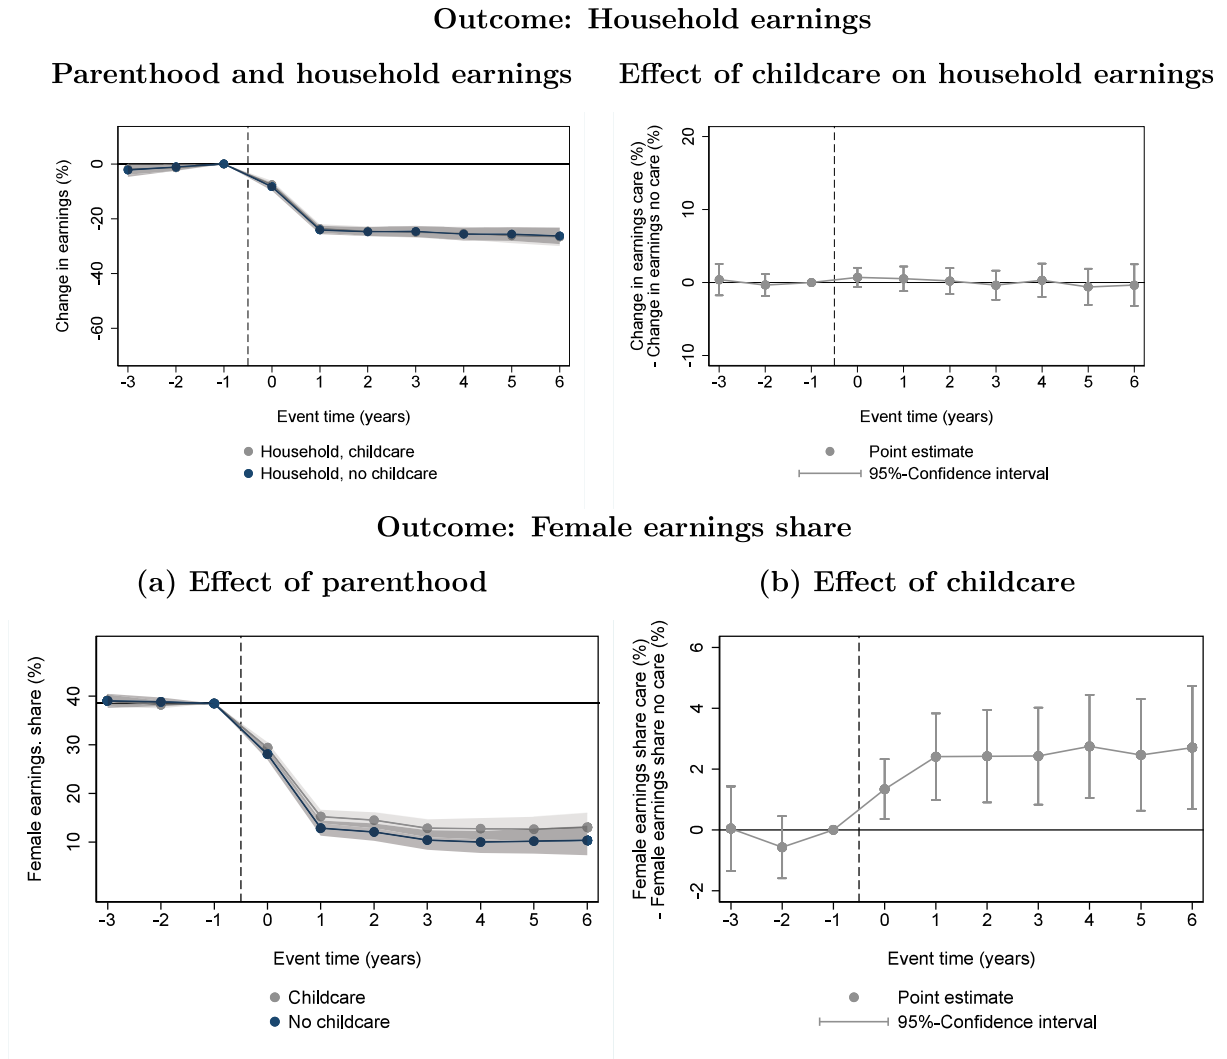 Outcome: Household earnings
Parenthood and household earnings
Change in earnings (%)
0
-20
-40
-60
-3 -2 -1 0 1 2 3 4 5 6
Event time (years)
Household, childcare
Household, no childcare
Effect of childcare on household earnings
Change in earnings care (%)
- Change in earnings no care (%)
20
10
0
-10
-3 -2 -1 0 1 2 3 4 5 6
Event time (years)
Point estimate
95%-Confidence interval
Outcome: Female earnings share
(a) Effect of parenthood
Female earnings. share (%)
40
30
20
10
-3 -2 -1 0 1 2 3 4 5 6
Event time (years)
Childcare
No childcare
(b) Effect of childcare
Female earnings share care (%)
- Female earnings share no care (%)
6
4
2
0
-2
-3 -2 -1 0 1 2 3 4 5 6
Event time (years)
Point estimate
95%-Confidence interval